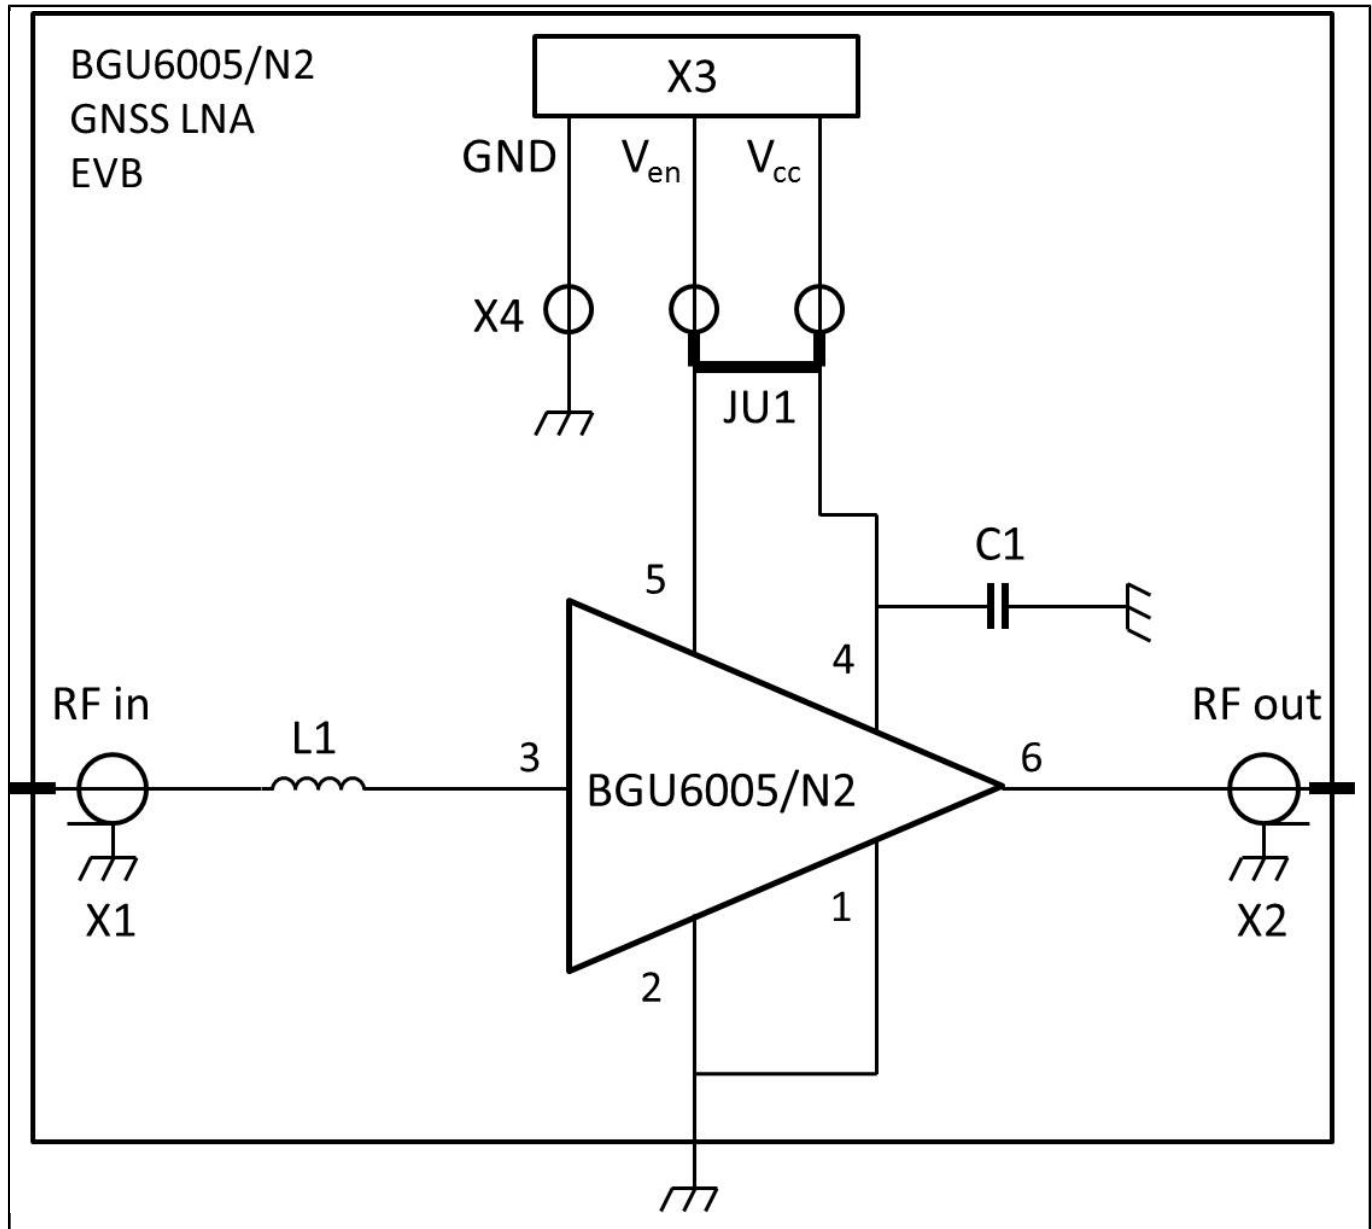 BGU6005/N2
GNSS LNA
EVB
X3
GND
Ven
Vcc
X4
JU1
C1
5
4
RF in
RF out
L1
3
6
BGU6005/N2
X1
1
X2
2